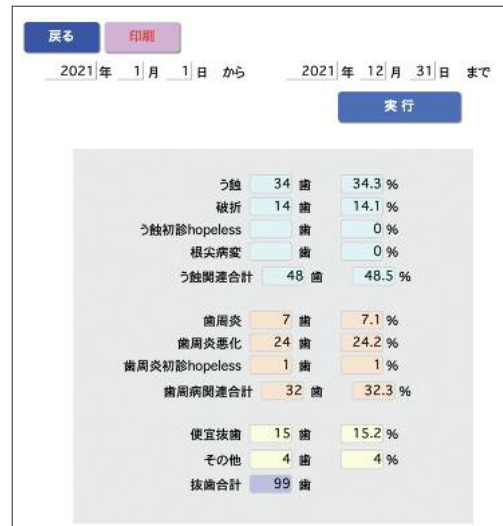 戻る 印刷
2021 年 1 月 1 日 から 2021 年 12 月 31 日 まで
実行
う蝕 34 歯 34.3 %
破折 14 歯 14.1 %
う蝕初診hopeless 歯 0 %
根尖病変 歯 0 %
う蝕関連合計 48 歯 48.5 %
歯周炎 7 歯 7.1 %
歯周炎悪化 24 歯 24.2 %
歯周炎初診hopeless 1 歯 1 %
歯周病関連合計 32 歯 32.3 %
便宜抜歯 15 歯 15.2 %
その他 4 歯 4 %
抜歯合計 99 歯